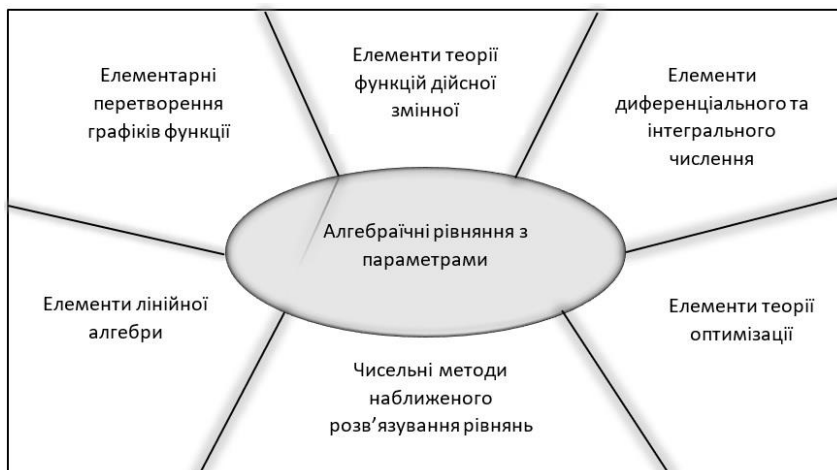 Елементарні
перетворення
графіків функції
Елементи теорії
функцій дійсної
змінної
Елементи
диференціального та
інтегрального
числення
Алгебраїчні рівняння з
параметрами
Елементи лінійної
алгебри
Чисельні методи
наближеного
розв’язування рівнянь
Елементи теорії
оптимізації